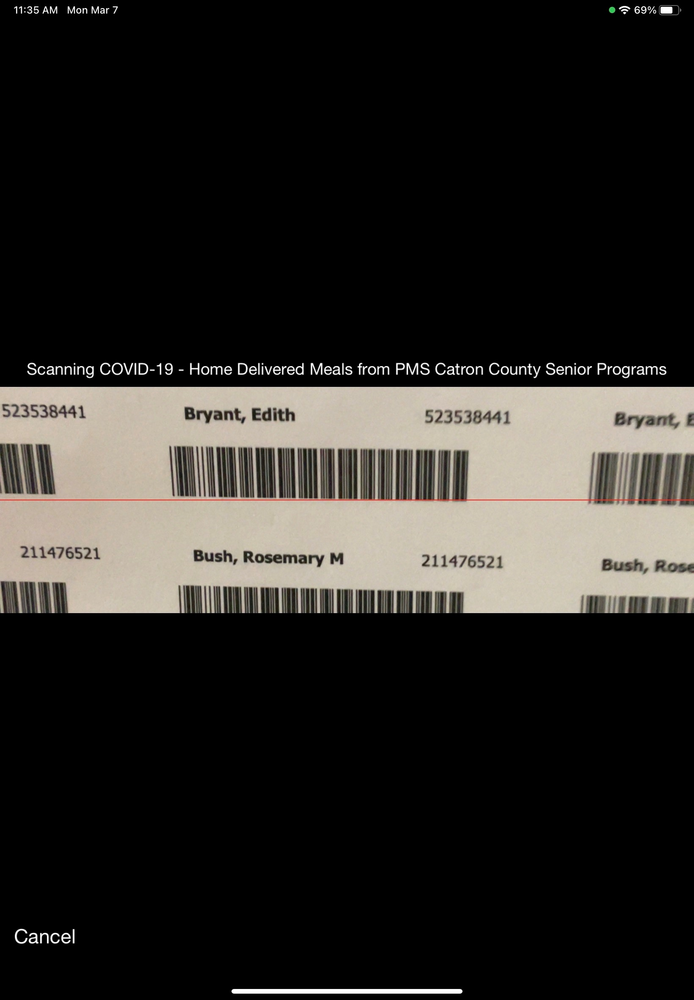 11:35 AM Mon Mar 7 69%
Scanning COVID-19 - Home Delivered Meals from PMS Catron County Senior Programs
523538441 Bryant, Edith 523538441 Bryant, E
211476521 Bush, Rosemary M 211476521 Bush, Rose
Cancel